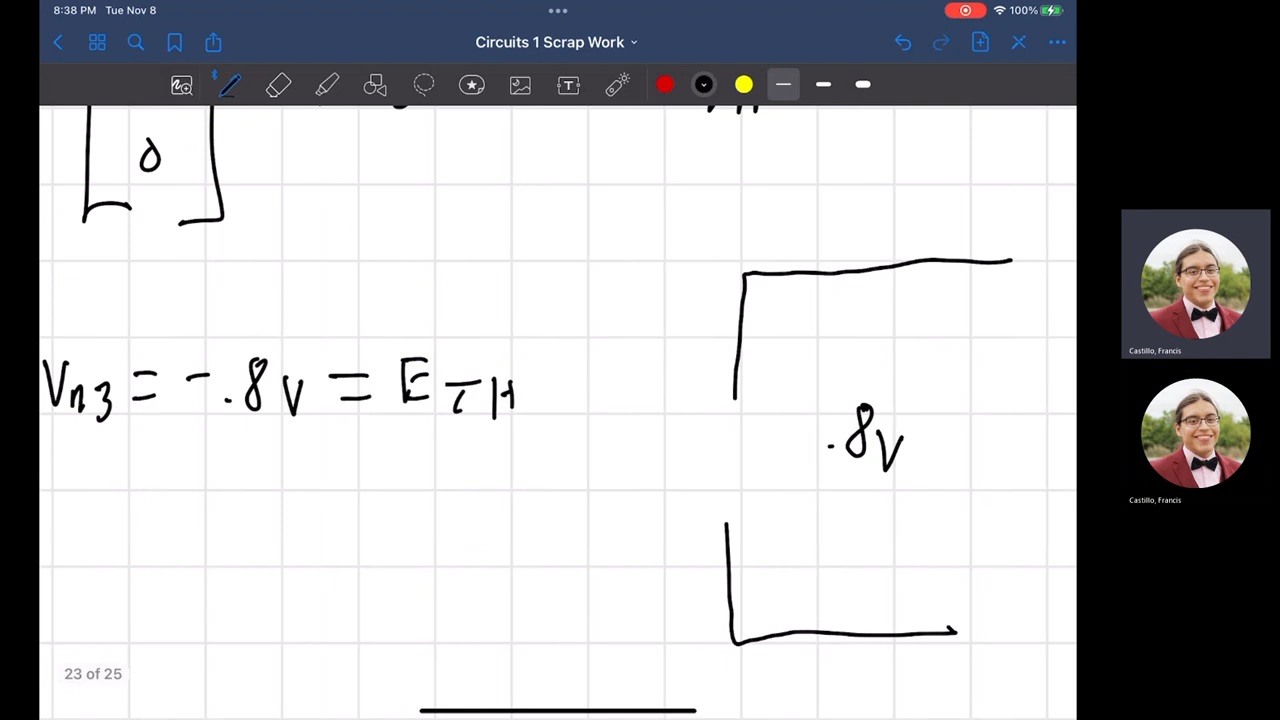 8:38 PM Tue Nov 8
100%
Circuits 1 Scrap Work
T
0
Vn3 = -.8V = ETH
.8V
23 of 25
Castillo, Francis
Castillo, Francis